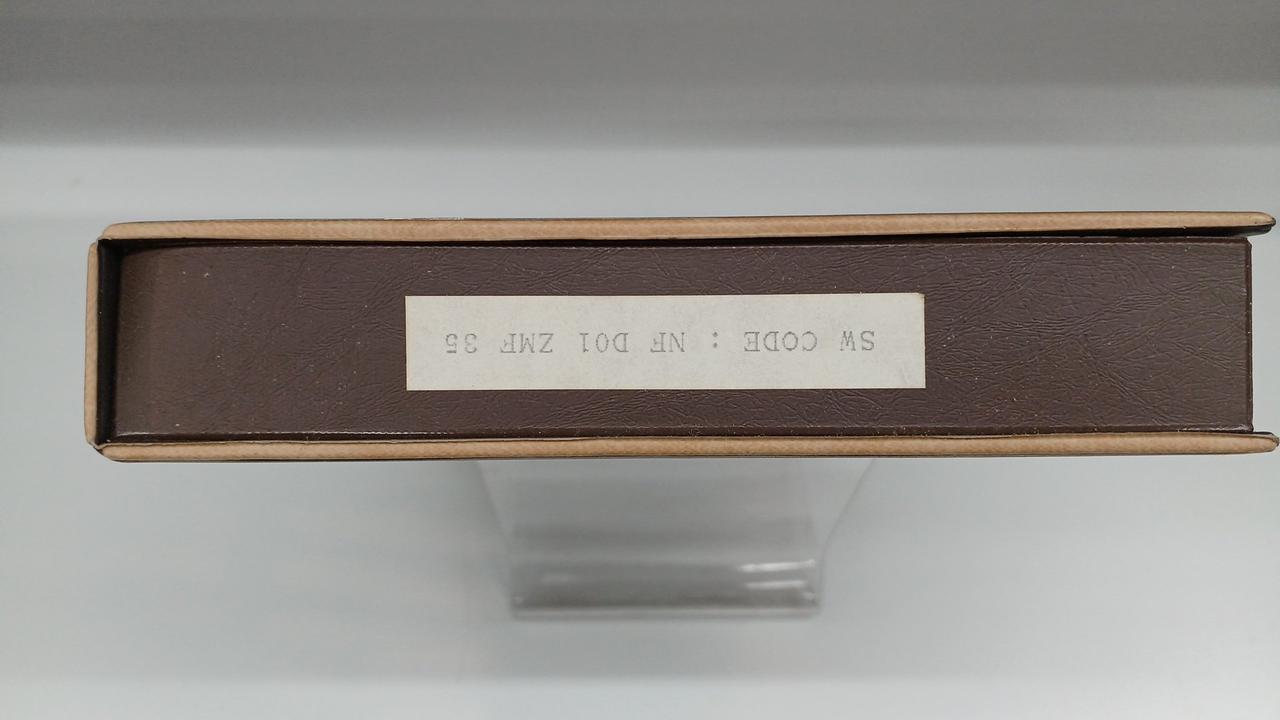 SW CODE : NF D01 ZMF 35